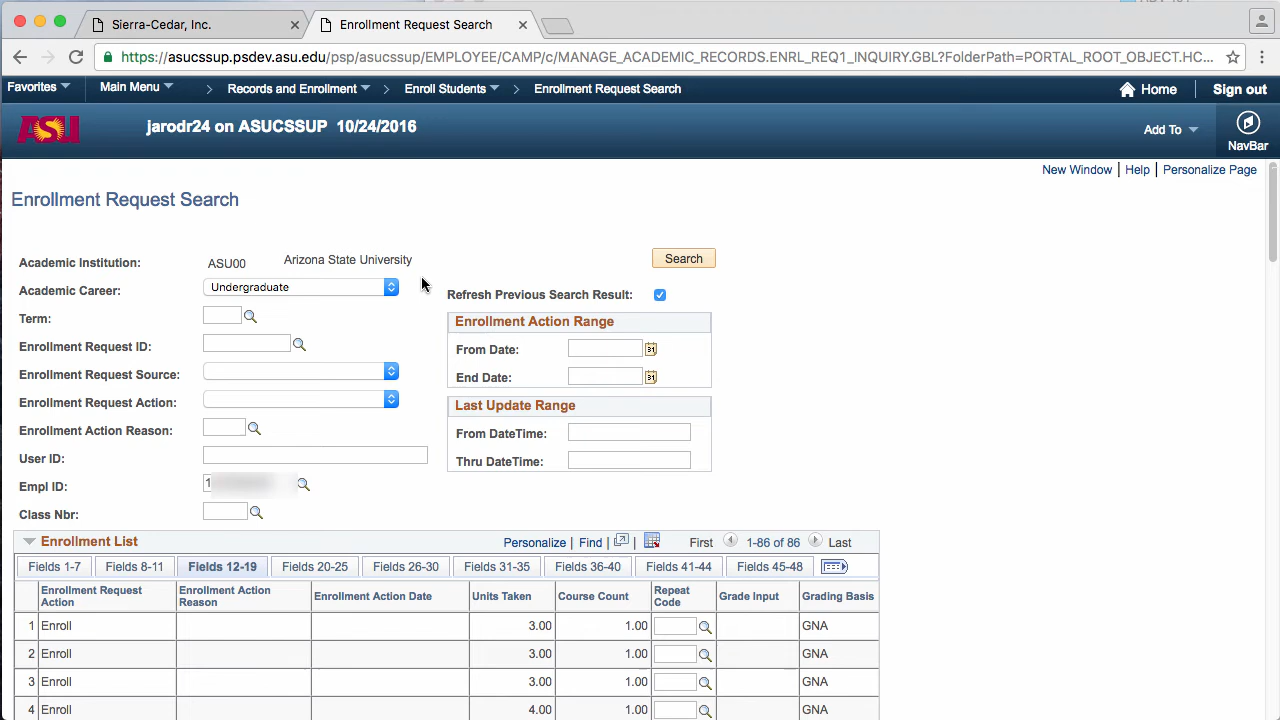 Sierra-Cedar, Inc.
Enrollment Request Search
https://asucssup.psdev.asu.edu/psp/asucssup/EMPLOYEE/CAMP/c/MANAGE_ACADEMIC_RECORDS.ENRL_REQ1_INQUIRY.GBL?FolderPath=PORTAL_ROOT_OBJECT.HC...
Favorites Main Menu > Records and Enrollment > Enroll Students > Enrollment Request Search Home Sign out
ASU jarodr24 on ASUCSSUP 10/24/2016 Add To
NavBar
New Window | Help | Personalize Page
Enrollment Request Search
Academic Institution: ASU00 Arizona State University Search
Academic Career: Undergraduate Refresh Previous Search Result:
Term: Enrollment Action Range
Enrollment Request ID: From Date: 31
Enrollment Request Source: End Date: 31
Enrollment Request Action: Last Update Range
Enrollment Action Reason: From DateTime:
User ID: Thru DateTime:
Empl ID: 1
Class Nbr:
Enrollment List Personalize | Find | | First 1-86 of 86 Last
Fields 1-7 Fields 8-11 Fields 12-19 Fields 20-25 Fields 26-30 Fields 31-35 Fields 36-40 Fields 41-44 Fields 45-48
Enrollment Request Action Enrollment Action Reason Enrollment Action Date Units Taken Course Count Repeat Code Grade Input Grading Basis
1 Enroll 3.00 1.00 GNA
2 Enroll 3.00 1.00 GNA
3 Enroll 3.00 1.00 GNA
4 Enroll 4.00 1.00 GNA